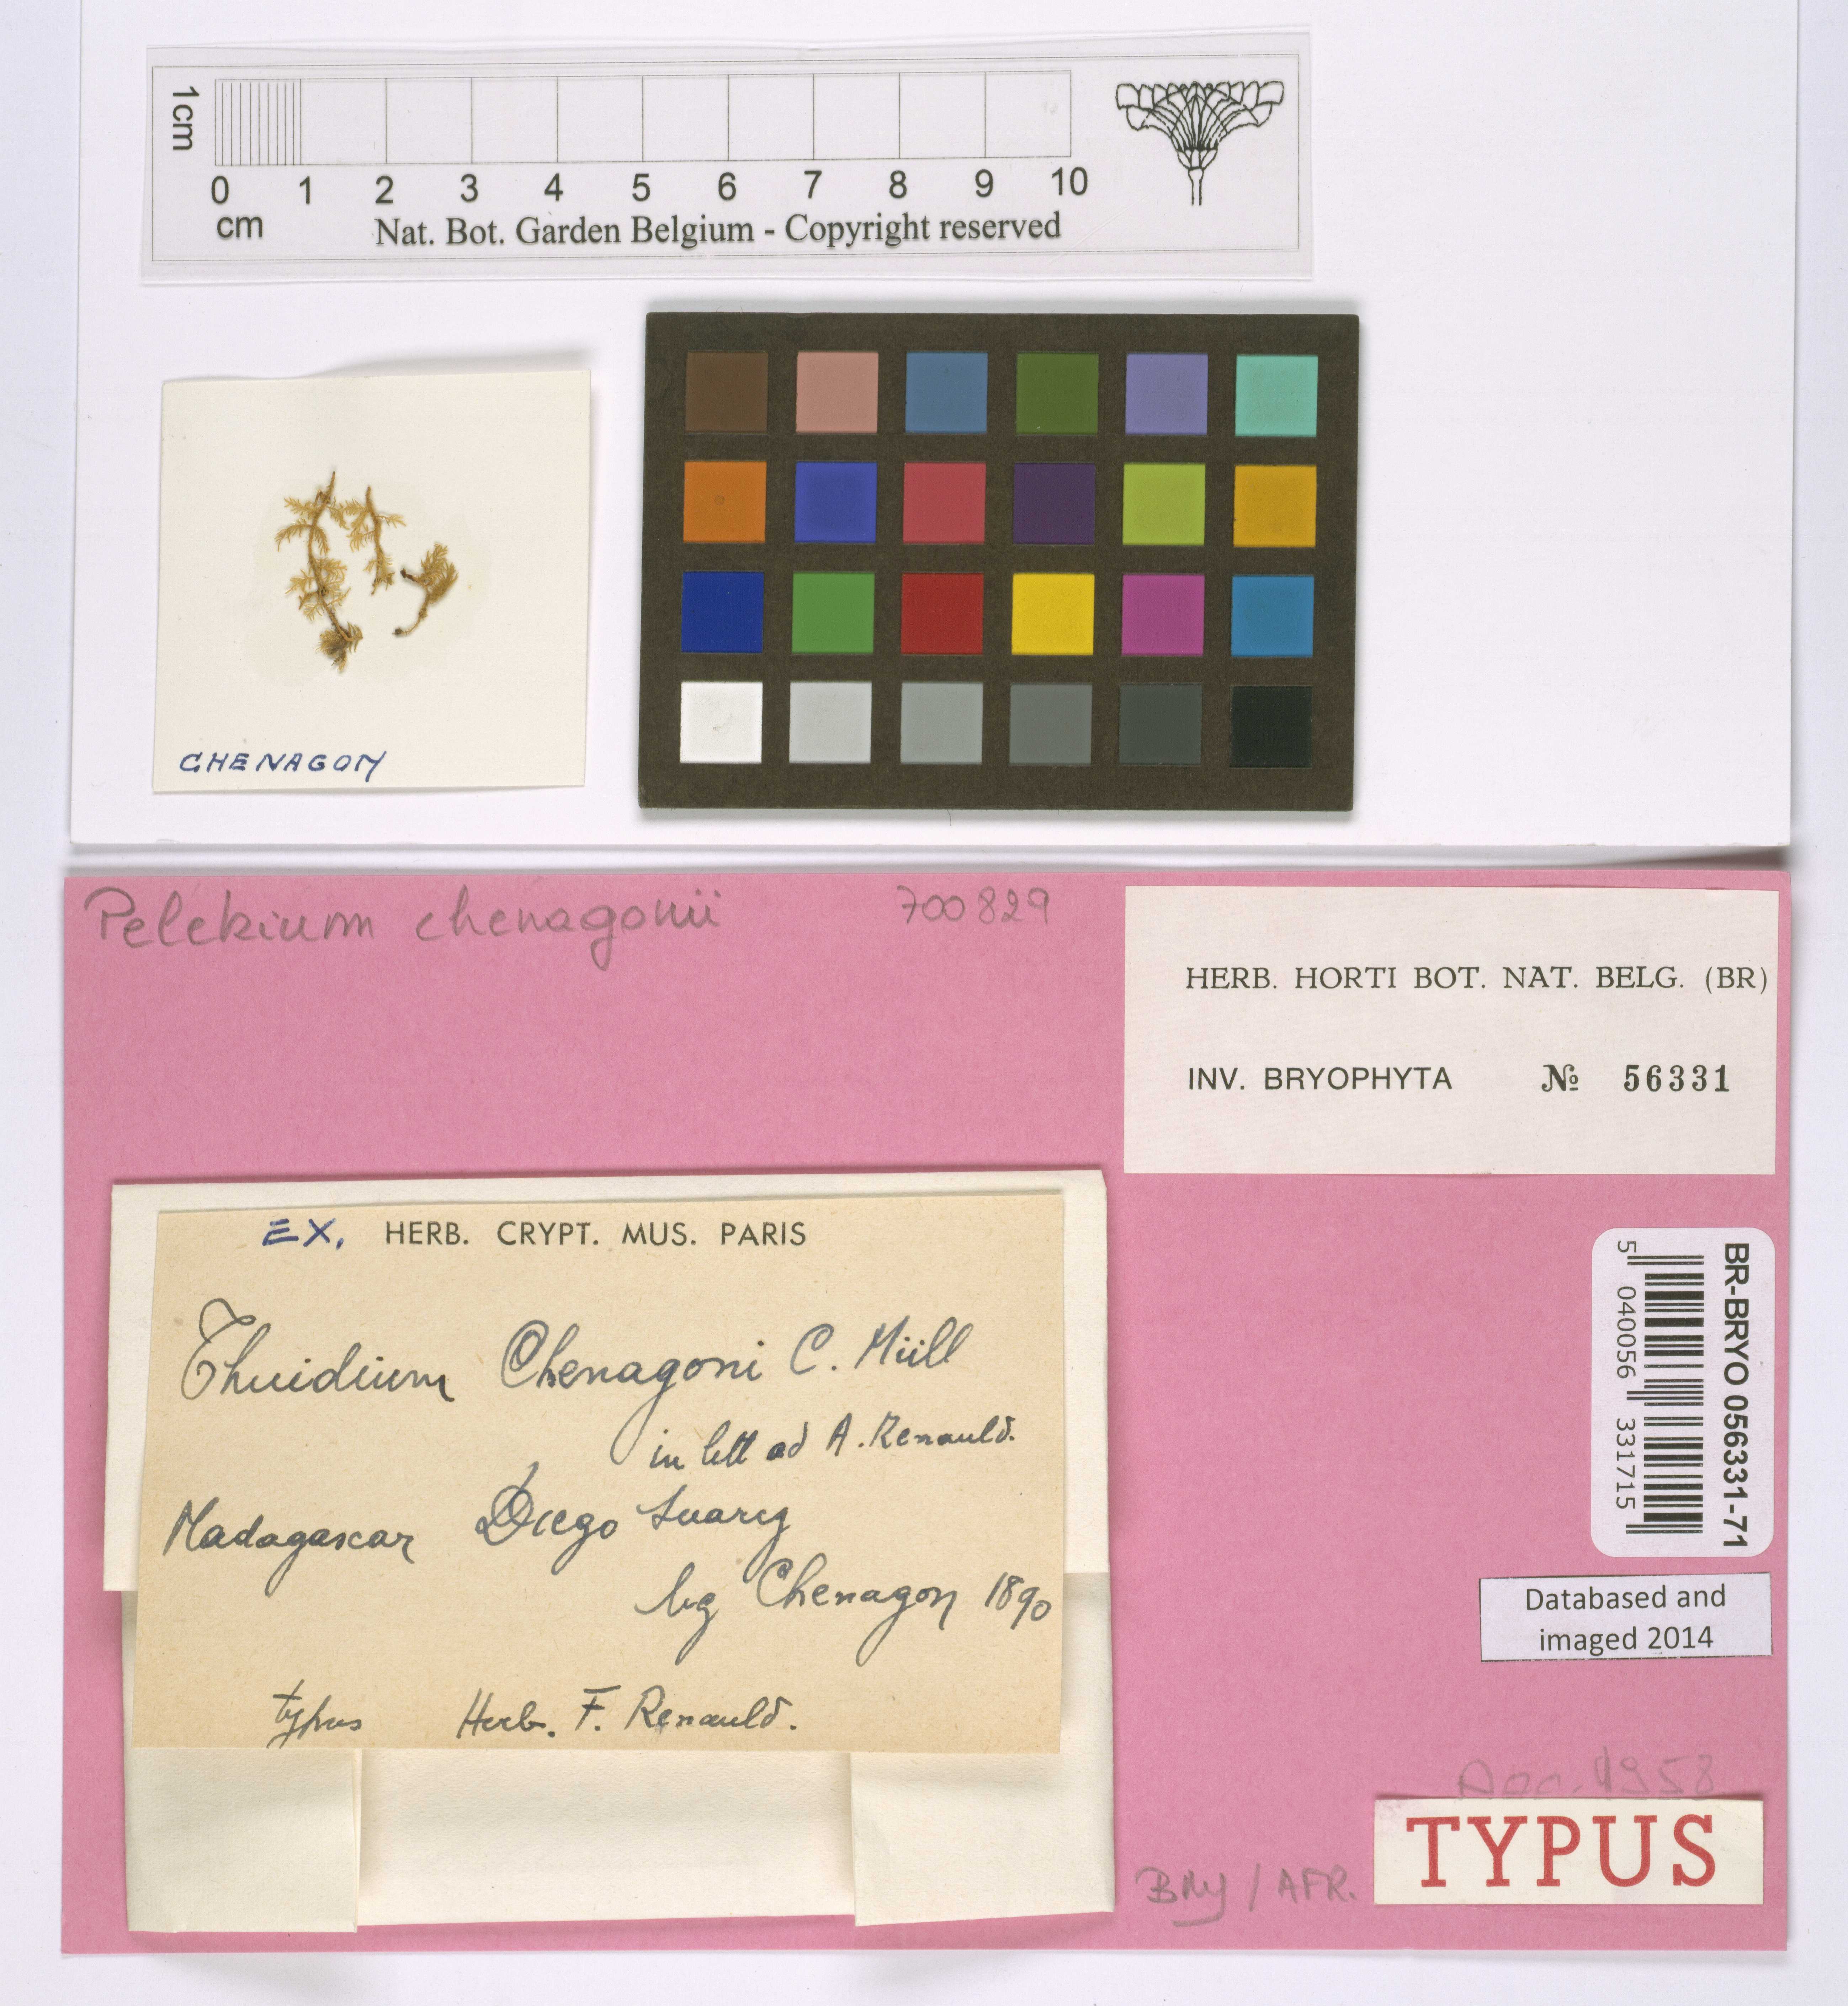 1cm
0 1 2 3 4 5 6 7 8 9 10
cm
Nat. Bot. Garden Belgium - Copyright reserved
CHENAGON
Pelekium chenagonii 700829
HERB. HORTI BOT. NAT. BELG. (BR)
INV. BRYOPHYTA № 56331
EX. HERB. CRYPT. MUS. PARIS
Thuidium Chenagoni C. Müll
in litt ad A. Renauld.
Madagascar Diego Suarez
leg Chenagon 1890
typus Herb. F. Renauld.
BR-BRYO 056331-71
5 040056 331715
Databased and
imaged 2014
1958
TYPUS
BRY / AFR.